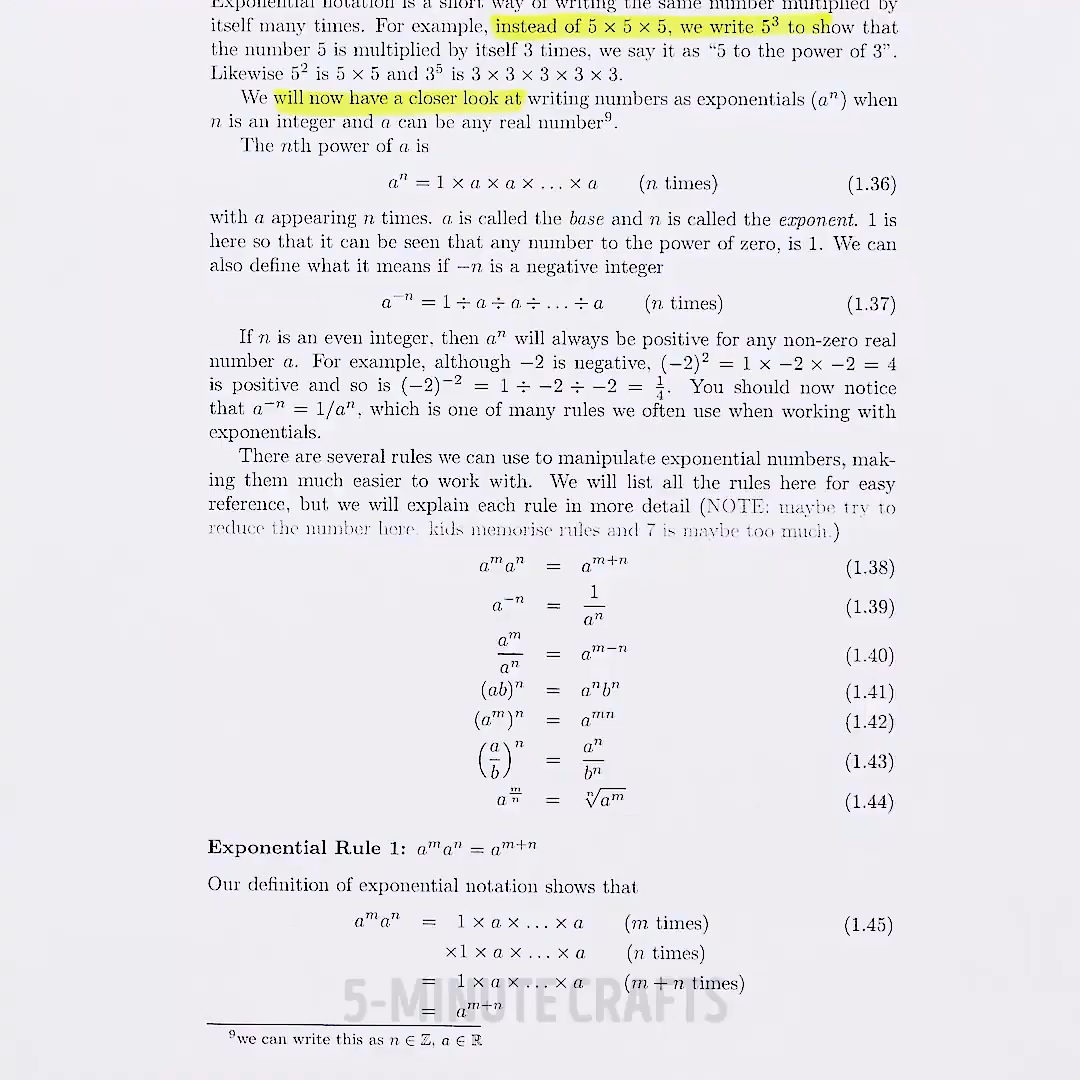 Exponential notation is a short way of writing the same number multiplied by
itself many times. For example, instead of 5 × 5 × 5, we write 5³ to show that
the number 5 is multiplied by itself 3 times, we say it as “5 to the power of 3”.
Likewise 5² is 5 × 5 and 3⁵ is 3 × 3 × 3 × 3 × 3.
We will now have a closer look at writing numbers as exponentials (aⁿ) when
n is an integer and a can be any real number⁹.
The nth power of a is
aⁿ = 1 × a × a × . . . × a (n times) (1.36)
with a appearing n times. a is called the base and n is called the exponent. 1 is
here so that it can be seen that any number to the power of zero, is 1. We can
also define what it means if −n is a negative integer
a⁻ⁿ = 1 ÷ a ÷ a ÷ . . . ÷ a (n times) (1.37)
If n is an even integer, then aⁿ will always be positive for any non-zero real
number a. For example, although −2 is negative, (−2)² = 1 × −2 × −2 = 4
is positive and so is (−2)⁻² = 1 ÷ −2 ÷ −2 = 1/4. You should now notice
that a⁻ⁿ = 1/aⁿ, which is one of many rules we often use when working with
exponentials.
There are several rules we can use to manipulate exponential numbers, mak-
ing them much easier to work with. We will list all the rules here for easy
reference, but we will explain each rule in more detail (NOTE: maybe try to
reduce the number here. kids memorise rules and 7 is maybe too much.)
aᵐaⁿ = aᵐ⁺ⁿ (1.38)
a⁻ⁿ = 1/aⁿ (1.39)
aᵐ/aⁿ = aᵐ⁻ⁿ (1.40)
(ab)ⁿ = aⁿbⁿ (1.41)
(aᵐ)ⁿ = aᵐⁿ (1.42)
(a/b)ⁿ = aⁿ/bⁿ (1.43)
a^(m/n) = ⁿ√aᵐ (1.44)
Exponential Rule 1: aᵐaⁿ = aᵐ⁺ⁿ
Our definition of exponential notation shows that
aᵐaⁿ = 1 × a × . . . × a (m times) (1.45)
×1 × a × . . . × a (n times)
= 1 × a × . . . × a (m + n times)
= aᵐ⁺ⁿ
5-MINUTE CRAFTS
⁹we can write this as n ∈ ℤ, a ∈ ℝ